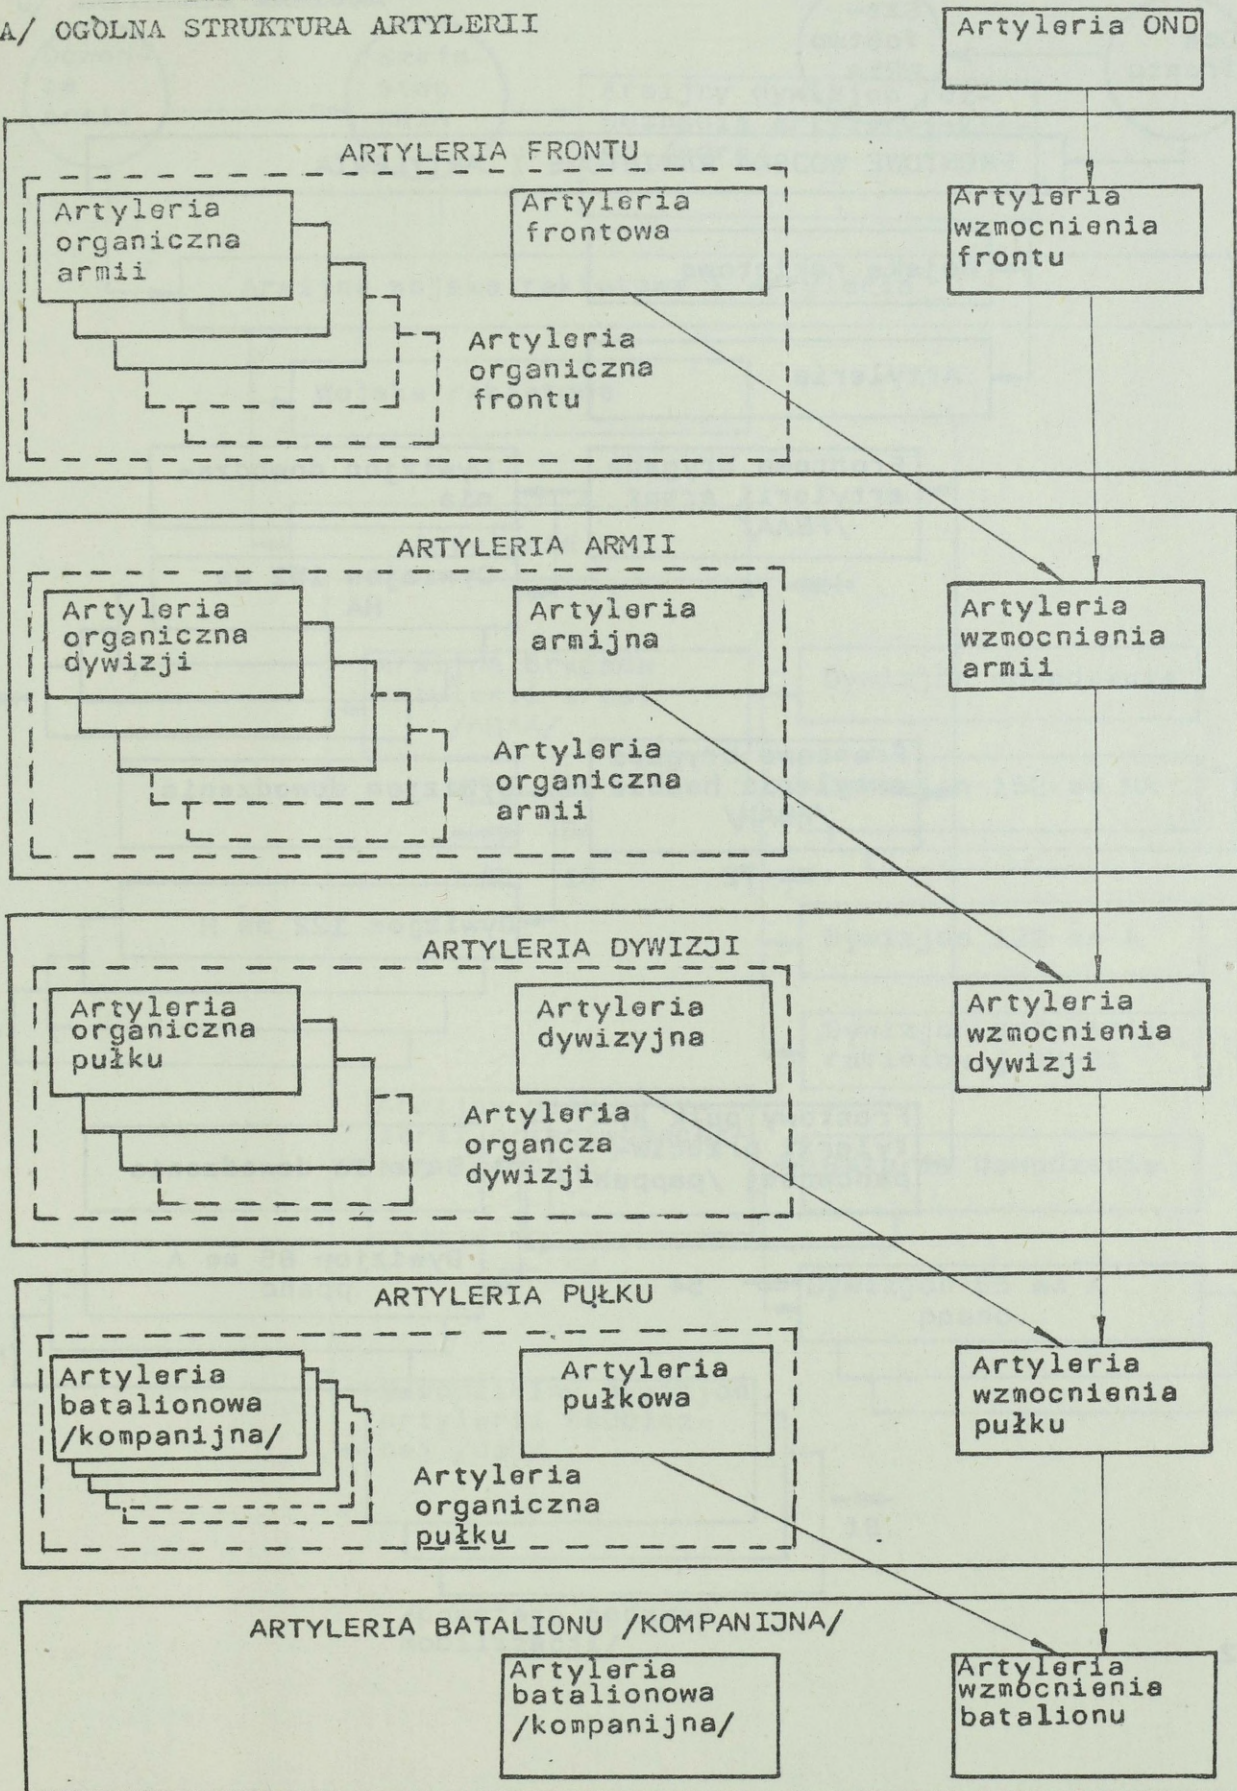 A/ OGÒLNA STRUKTURA ARTYLERII
Artyleria OND
ARTYLERIA FRONTU
Artyleria
organiczna
armii
Artyleria
frontowa
Artyleria
wzmocnienia
frontu
Artyleria
organiczna
frontu
ARTYLERIA ARMII
Artyleria
organiczna
dywizji
Artyleria
armijna
Artyleria
wzmocnienia
armii
Artyleria
organiczna
armii
ARTYLERIA DYWIZJI
Artyleria
organiczna
pułku
Artyleria
dywizyjna
Artyleria
wzmocnienia
dywizji
Artyleria
organcza
dywizji
ARTYLERIA PUŁKU
Artyleria
batalionowa
/kompanijna/
Artyleria
pułkowa
Artyleria
wzmocnienia
pułku
Artyleria
organiczna
pułku
ARTYLERIA BATALIONU /KOMPANIJNA/
Artyleria
batalionowa
/kompanijna/
Artyleria
wzmocnienia
batalionu